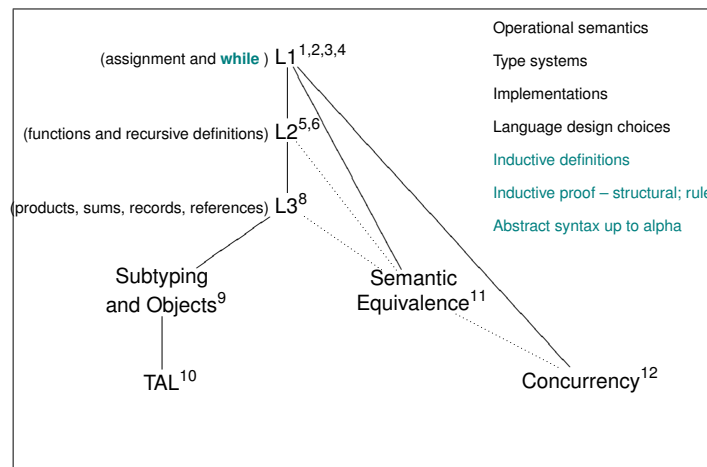 (assignment and while ) L1 1,2,3,4
(functions and recursive definitions) L2 5,6
(products, sums, records, references) L3 8
Subtyping
and Objects 9
Semantic
Equivalence 11
TAL 10
Concurrency 12
Operational semantics
Type systems
Implementations
Language design choices
Inductive definitions
Inductive proof – structural; rule
Abstract syntax up to alpha